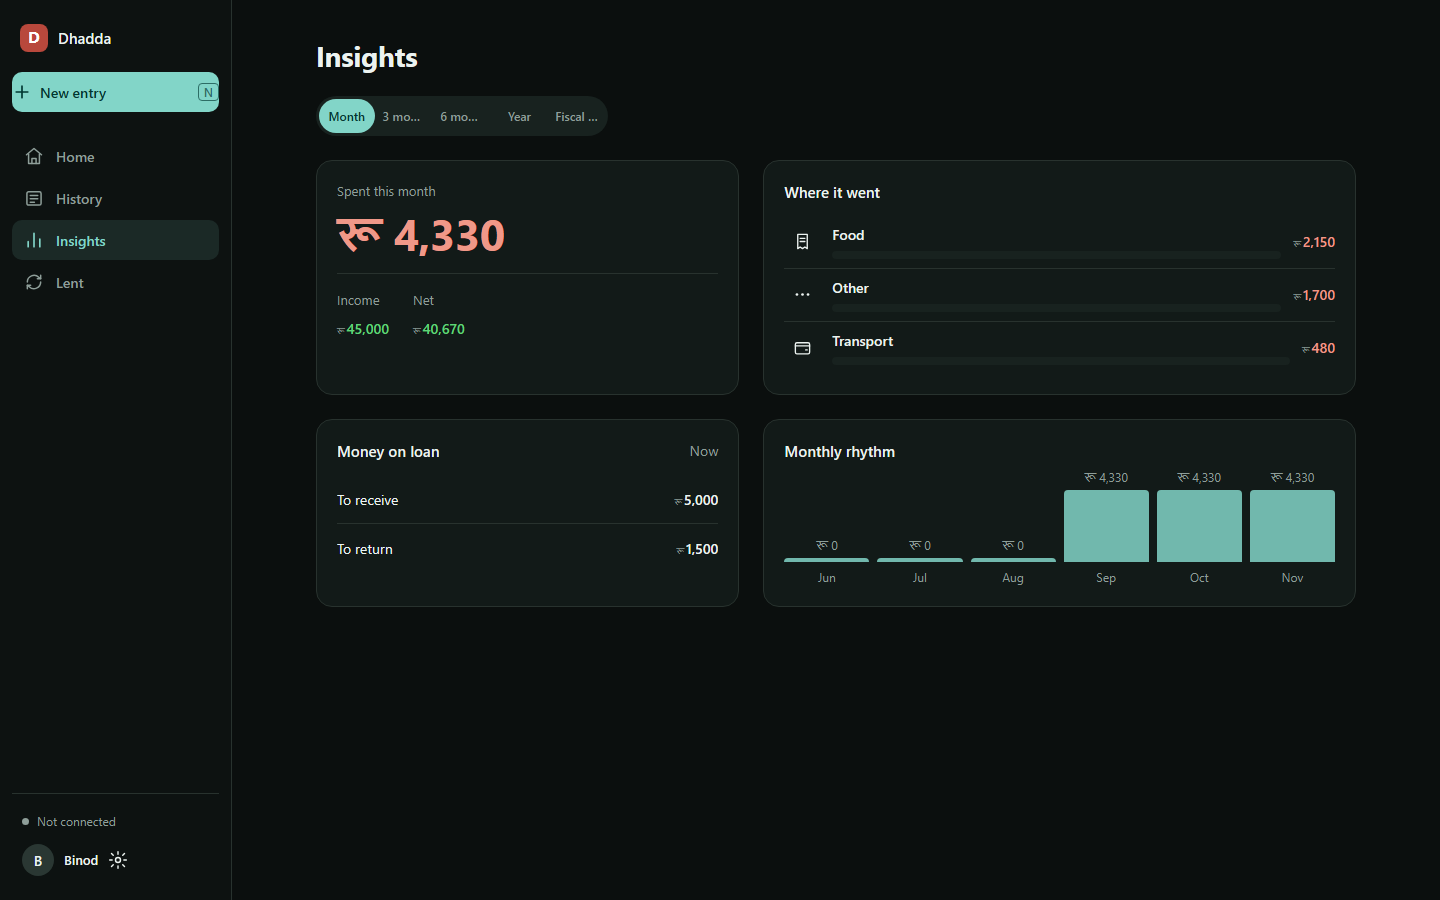 D Dhadda
New entry N
Home
History
Insights
Lent
Not connected
B Binod
Insights
Month 3 mo... 6 mo... Year Fiscal ...
Spent this month
रू 4,330
Income Net
रू 45,000 रू 40,670
Where it went
Food रू 2,150
Other रू 1,700
Transport रू 480
Money on loan Now
To receive रू 5,000
To return रू 1,500
Monthly rhythm
रू 0 रू 0 रू 0 रू 4,330 रू 4,330 रू 4,330
Jun Jul Aug Sep Oct Nov